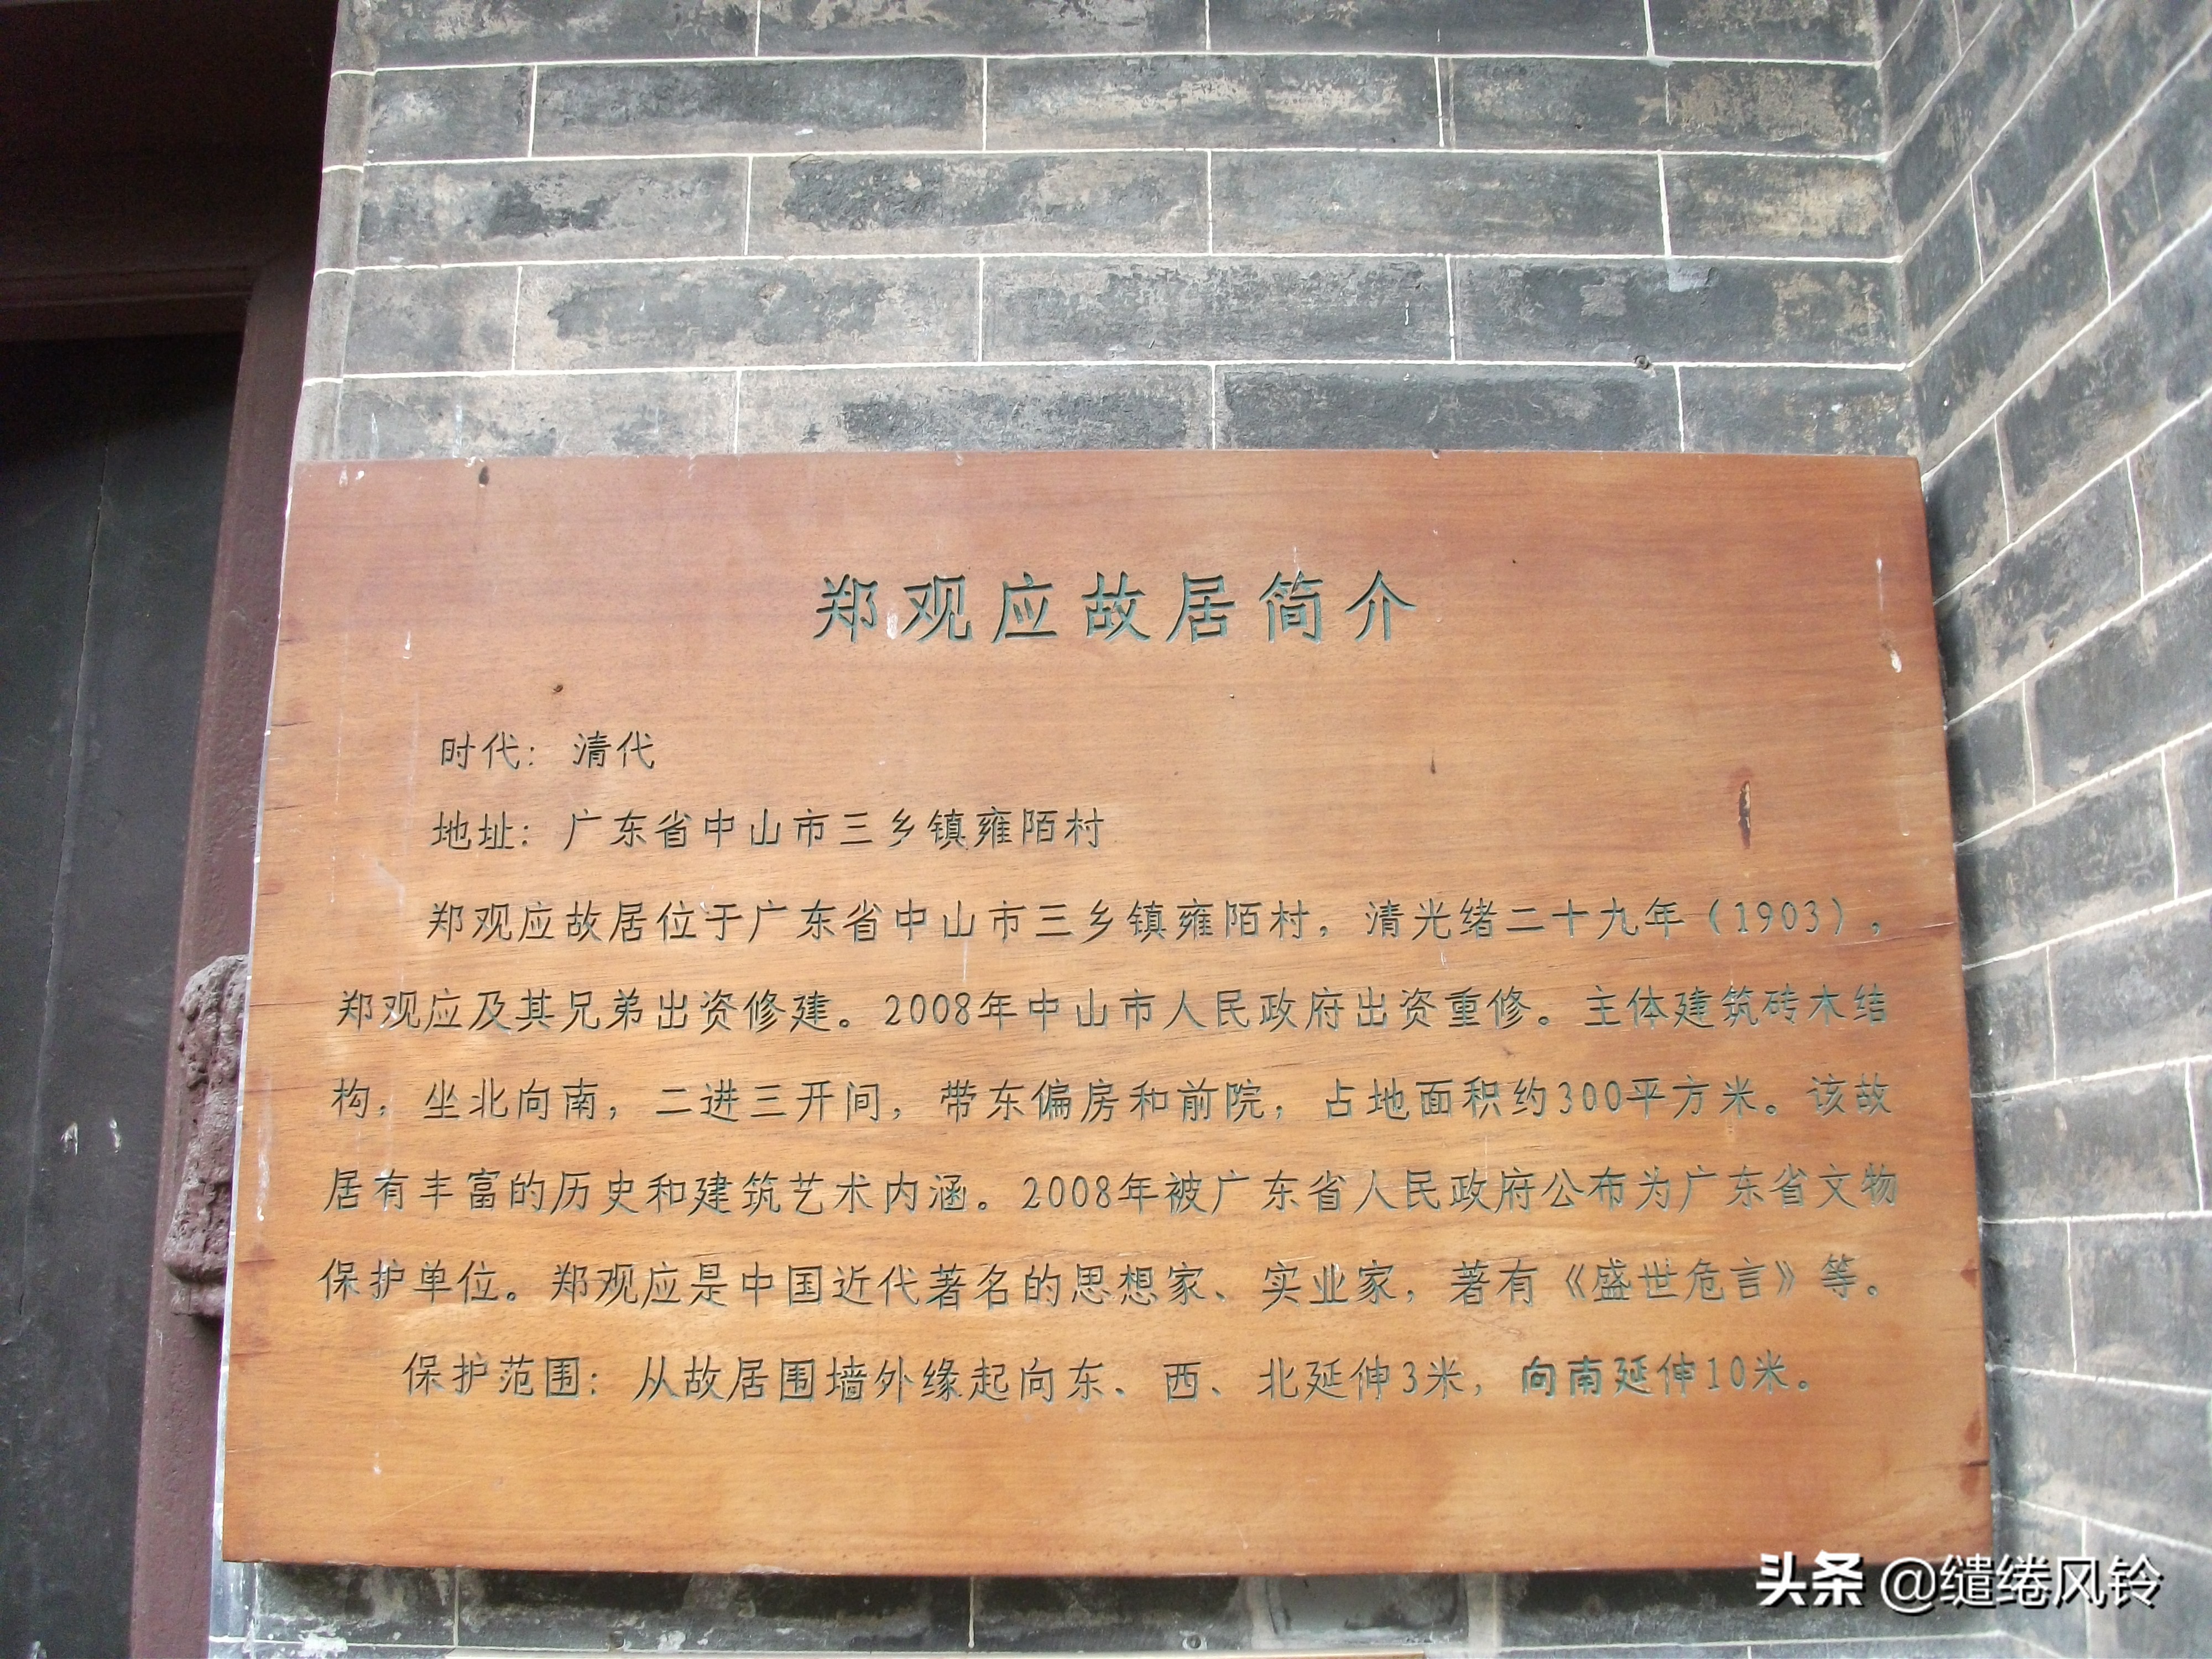 郑观应故居简介
时代：清代
地址：广东省中山市三乡镇雍陌村
郑观应故居位于广东省中山市三乡镇雍陌村，清光绪二十九年（1903），
郑观应及其兄弟出资修建。2008年中山市人民政府出资重修。主体建筑砖木结
构，坐北向南，二进三开间，带东偏房和前院，占地面积约300平方米。该故
居有丰富的历史和建筑艺术内涵。2008年被广东省人民政府公布为广东省文物
保护单位。郑观应是中国近代著名的思想家、实业家，著有《盛世危言》等。
保护范围：从故居围墙外缘起向东、西、北延伸3米，向南延伸10米。
头条 @缱绻风铃